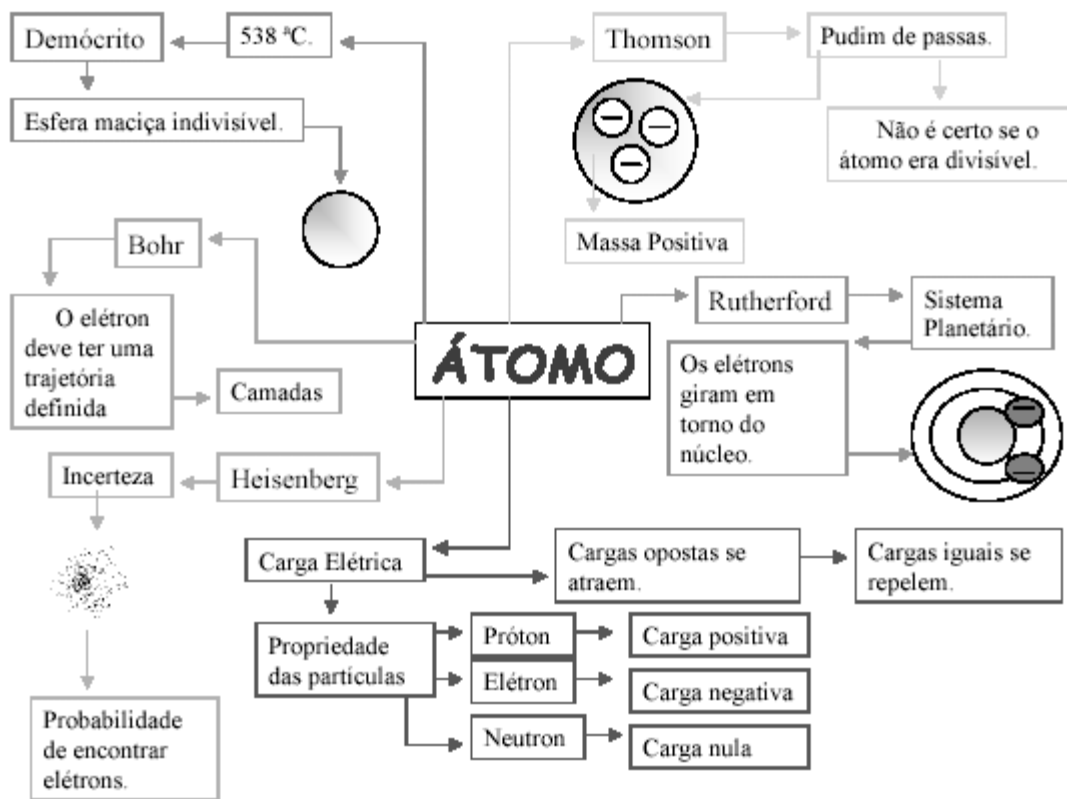 Demócrito
538 ªC.
Thomson
Pudim de passas.
Esfera maciça indivisível.
Não é certo se o
átomo era divisível.
Massa Positiva
Bohr
Rutherford
Sistema
Planetário.
O elétron
deve ter uma
trajetória
definida
Camadas
ÁTOMO
Os elétrons
giram em
torno do
núcleo.
Incerteza
Heisenberg
Carga Elétrica
Cargas opostas se
atraem.
Cargas iguais se
repelem.
Propriedade
das partículas
Próton
Carga positiva
Elétron
Carga negativa
Neutron
Carga nula
Probabilidade
de encontrar
elétrons.